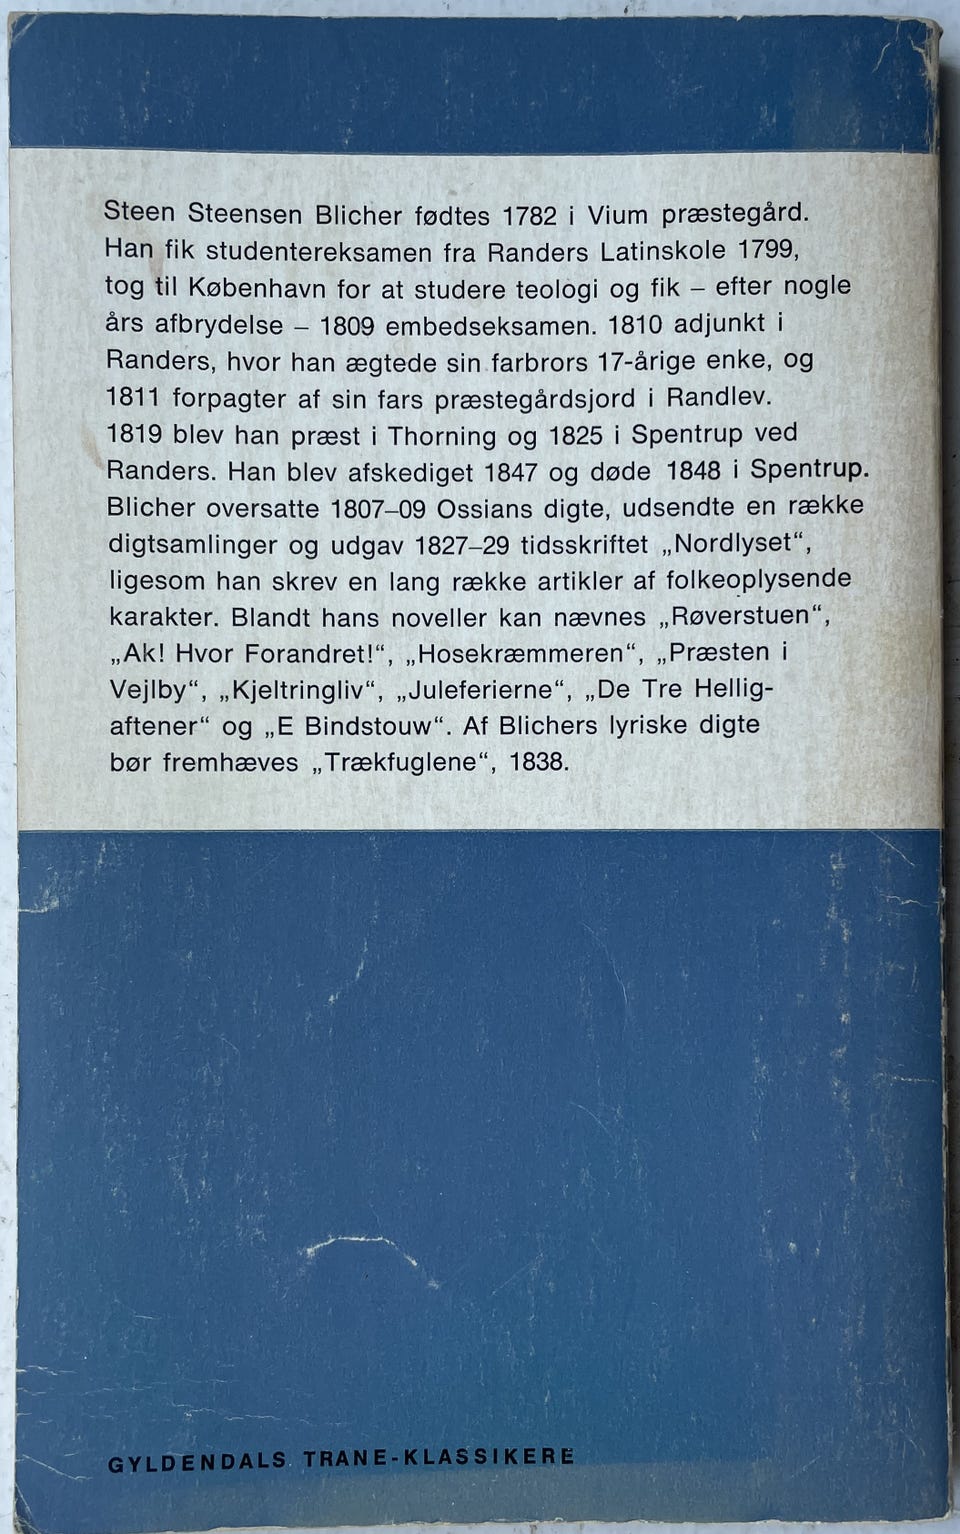 Steen Steensen Blicher fødtes 1782 i Vium præstegård.
Han fik studentereksamen fra Randers Latinskole 1799,
tog til København for at studere teologi og fik – efter nogle
års afbrydelse – 1809 embedseksamen. 1810 adjunkt i
Randers, hvor han ægtede sin farbrors 17-årige enke, og
1811 forpagter af sin fars præstegårdsjord i Randlev.
1819 blev han præst i Thorning og 1825 i Spentrup ved
Randers. Han blev afskediget 1847 og døde 1848 i Spentrup.
Blicher oversatte 1807–09 Ossians digte, udsendte en række
digtsamlinger og udgav 1827–29 tidsskriftet „Nordlyset“,
ligesom han skrev en lang række artikler af folkeoplysende
karakter. Blandt hans noveller kan nævnes „Røverstuen“,
„Ak! Hvor Forandret!“, „Hosekræmmeren“, „Præsten i
Vejlby“, „Kjeltringliv“, „Juleferierne“, „De Tre Hellig-
aftener“ og „E Bindstouw“. Af Blichers lyriske digte
bør fremhæves „Trækfuglene“, 1838.
GYLDENDALS TRANE-KLASSIKERE